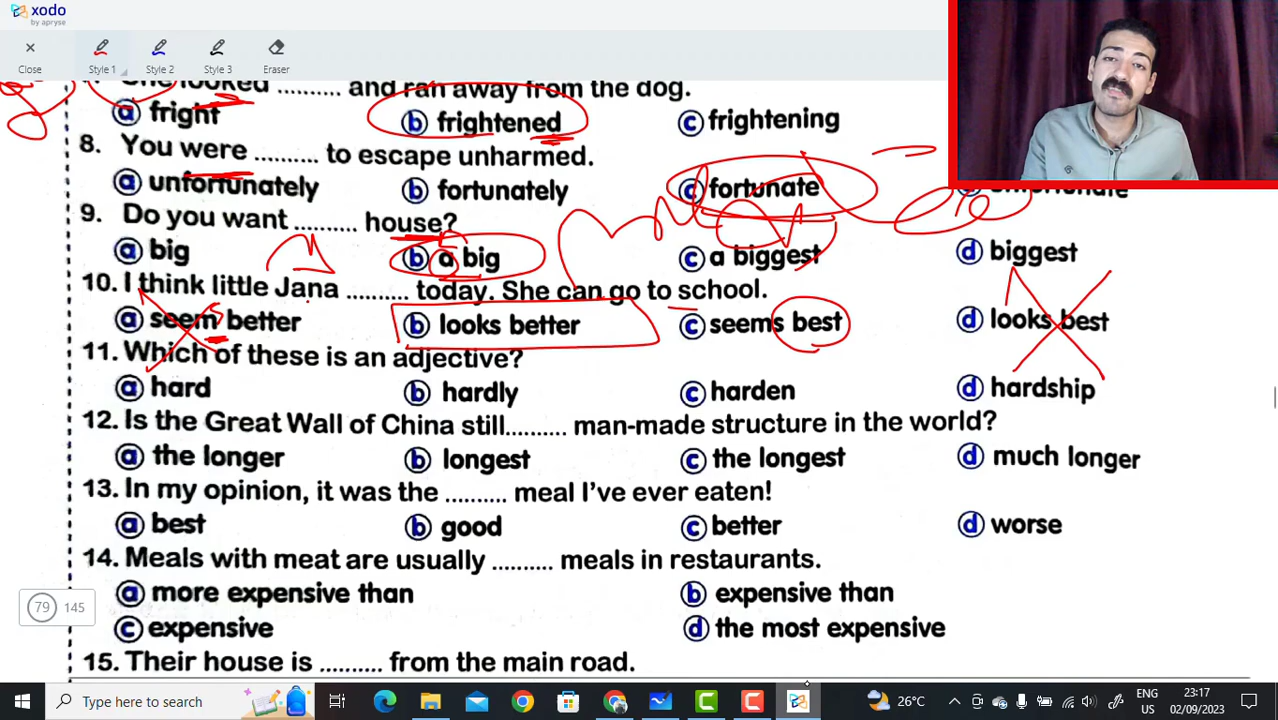 xodo
by apryse
Close
Style 1
Style 2
Style 3
Eraser
She looked .......... and ran away from the dog.
a fright
b frightened
c frightening
8. You were .......... to escape unharmed.
a unfortunately
b fortunately
c fortunate
9. Do you want .......... house?
a big
b a big
c a biggest
d biggest
10. I think little Jana .......... today. She can go to school.
a seem better
b looks better
c seems best
d looks best
11. Which of these is an adjective?
a hard
b hardly
c harden
d hardship
12. Is the Great Wall of China still.......... man-made structure in the world?
a the longer
b longest
c the longest
d much longer
13. In my opinion, it was the .......... meal I've ever eaten!
a best
b good
c better
d worse
14. Meals with meat are usually .......... meals in restaurants.
a more expensive than
b expensive than
c expensive
d the most expensive
79 145
15. Their house is .......... from the main road.
Type here to search
26°C
ENG
US
23:17
02/09/2023